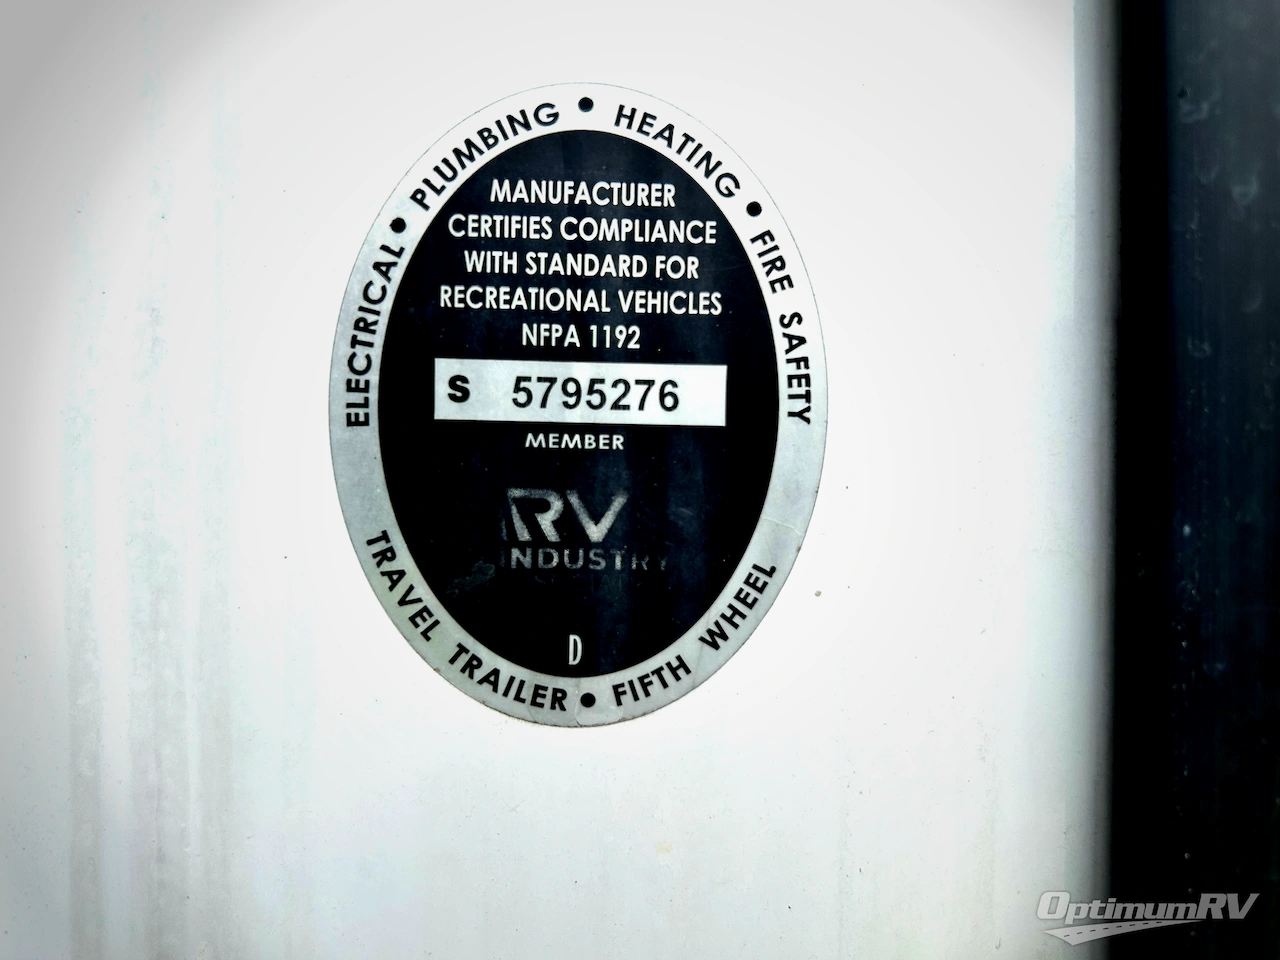 ELECTRICAL • PLUMBING • HEATING • FIRE SAFETY
MANUFACTURER
CERTIFIES COMPLIANCE
WITH STANDARD FOR
RECREATIONAL VEHICLES
NFPA 1192
S 5795276
MEMBER
RV
INDUSTRY
D
TRAVEL TRAILER • FIFTH WHEEL
OptimumRV